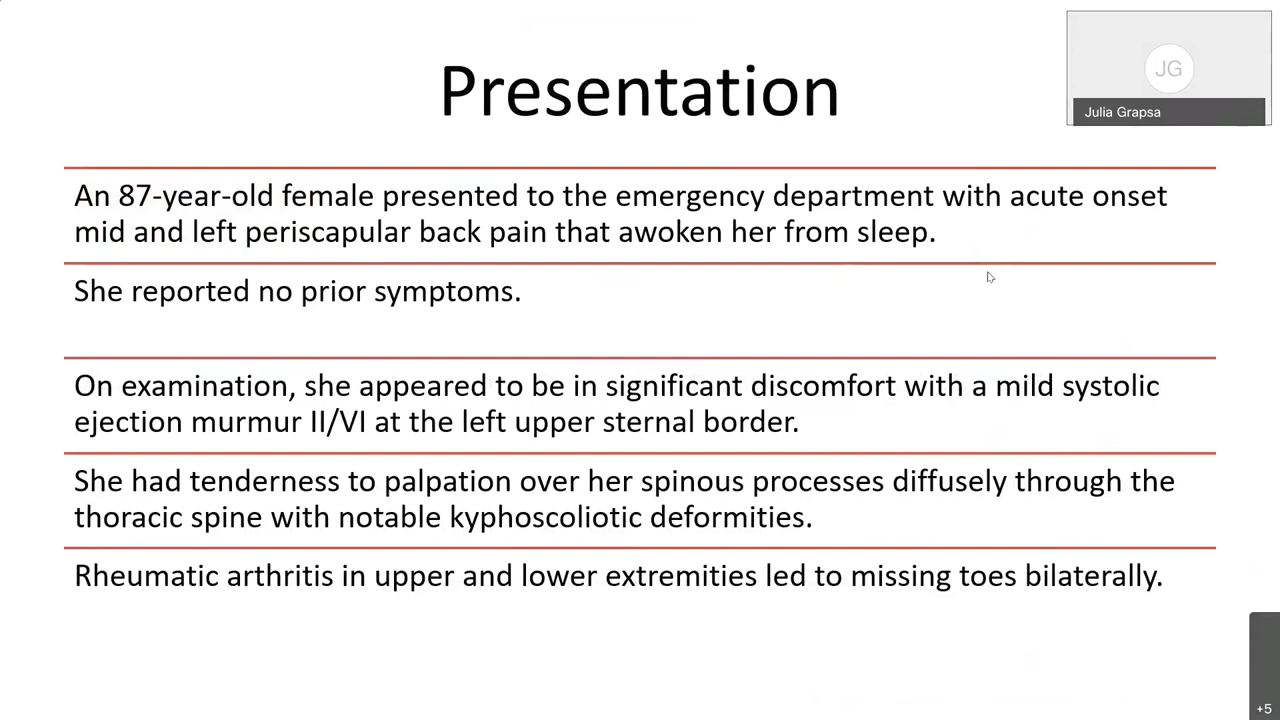 Presentation
JG
Julia Grapsa
An 87-year-old female presented to the emergency department with acute onset
mid and left periscapular back pain that awoken her from sleep.
She reported no prior symptoms.
On examination, she appeared to be in significant discomfort with a mild systolic
ejection murmur II/VI at the left upper sternal border.
She had tenderness to palpation over her spinous processes diffusely through the
thoracic spine with notable kyphoscoliotic deformities.
Rheumatic arthritis in upper and lower extremities led to missing toes bilaterally.
+5